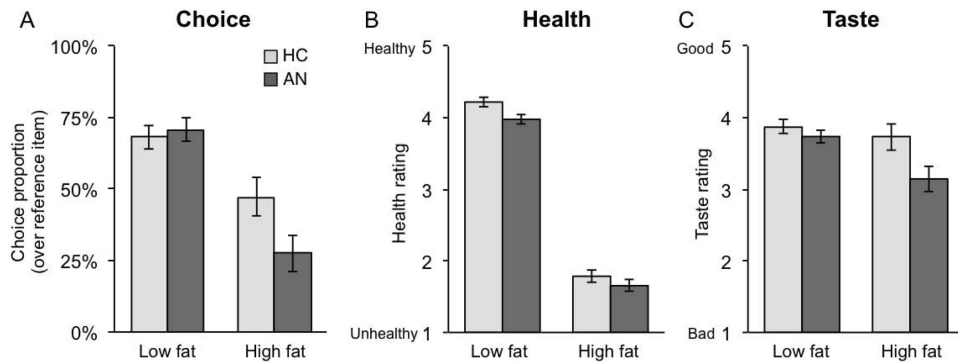 A
Choice
100%
75%
50%
25%
0%
Choice proportion
(over reference item)
HC
AN
Low fat
High fat
B
Health
Healthy
5
4
3
2
Unhealthy 1
Health rating
Low fat
High fat
C
Taste
Good
5
4
3
2
Bad 1
Taste rating
Low fat
High fat